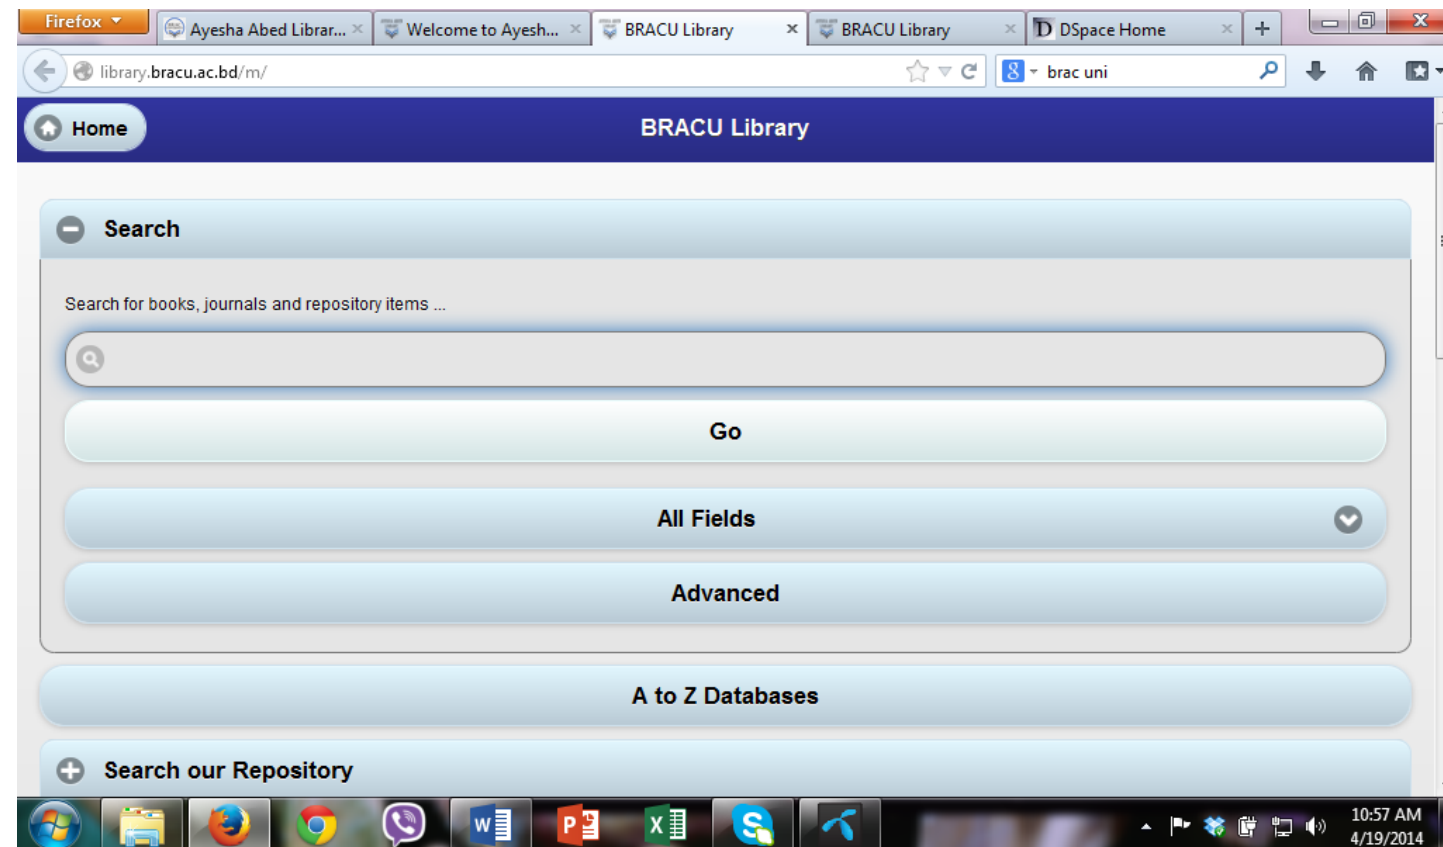 Firefox
Ayesha Abed Librar...
Welcome to Ayesh...
BRACU Library
BRACU Library
DSpace Home
library.bracu.ac.bd/m/
brac uni
Home
BRACU Library
Search
Search for books, journals and repository items ...
Go
All Fields
Advanced
A to Z Databases
Search our Repository
10:57 AM
4/19/2014